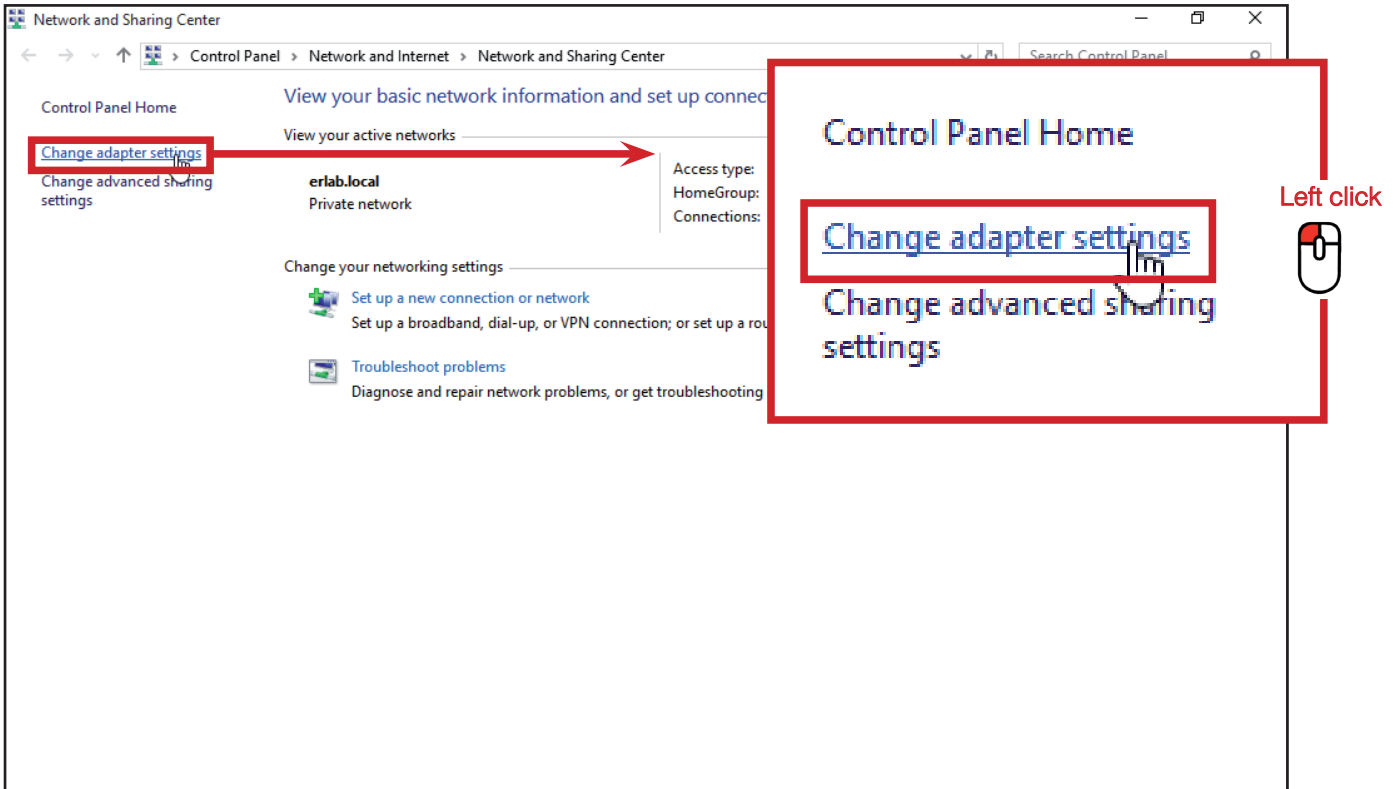 Network and Sharing Center
Control Panel > Network and Internet > Network and Sharing Center
Search Control Panel
Control Panel Home
Change adapter settings
Change advanced sharing
settings
View your basic network information and set up connec
View your active networks
erlab.local
Private network
Access type:
HomeGroup:
Connections:
Change your networking settings
Set up a new connection or network
Set up a broadband, dial-up, or VPN connection; or set up a rou
Troubleshoot problems
Diagnose and repair network problems, or get troubleshooting
Control Panel Home
Change adapter settings
Change advanced sharing
settings
Left click